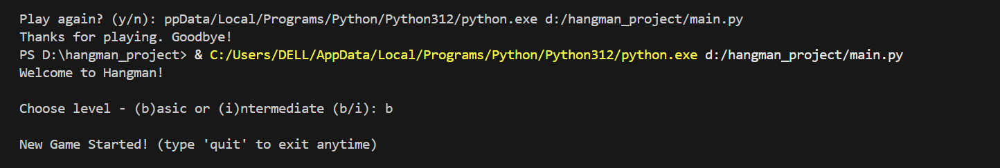 Play again? (y/n): ppData/Local/Programs/Python/Python312/python.exe d:/hangman_project/main.py
Thanks for playing. Goodbye!
PS D:\hangman_project> & C:/Users/DELL/AppData/Local/Programs/Python/Python312/python.exe d:/hangman_project/main.py
Welcome to Hangman!
Choose level - (b)asic or (i)ntermediate (b/i): b
New Game Started! (type 'quit' to exit anytime)